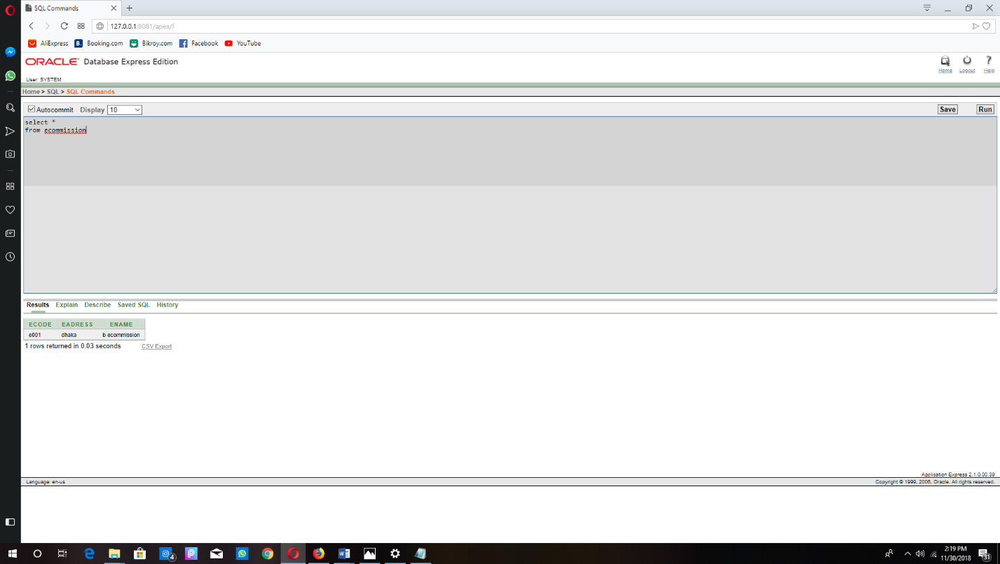 SQL Commands
127.0.0.1:8081/apex/f
AliExpress Booking.com Bikroy.com Facebook YouTube
ORACLE Database Express Edition
Home Logout Help
User: SYSTEM
Home > SQL > SQL Commands
Autocommit Display 10 Save Run
select *
from ecommission
Results Explain Describe Saved SQL History
ECODE EADRESS ENAME
e001 dhaka b ecommission
1 rows returned in 0.03 seconds CSV Export
Application Express 2.1.0.00.39
Language: en-us Copyright © 1999, 2006, Oracle. All rights reserved.
4
2:19 PM
11/30/2018
31